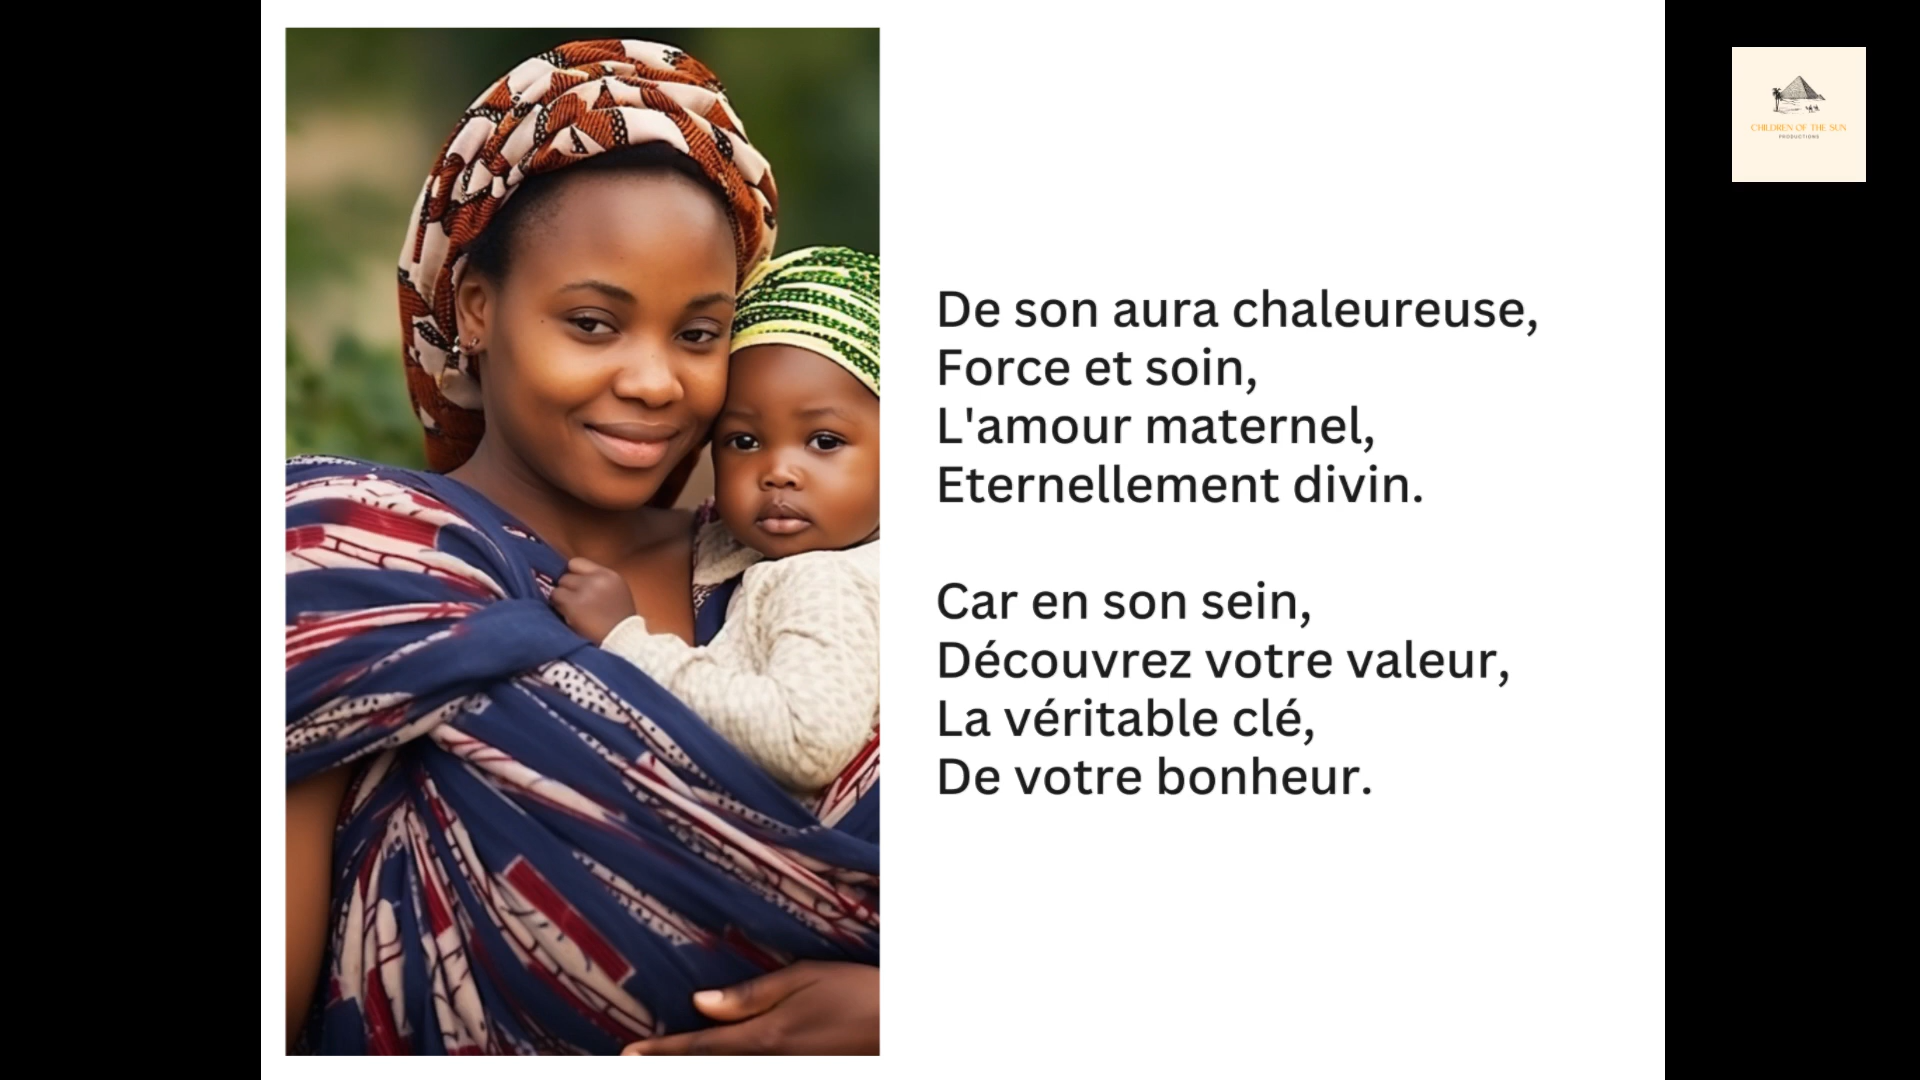 De son aura chaleureuse,
Force et soin,
L'amour maternel,
Eternellement divin.
Car en son sein,
Découvrez votre valeur,
La véritable clé,
De votre bonheur.
CHILDREN OF THE SUN
PRODUCTIONS